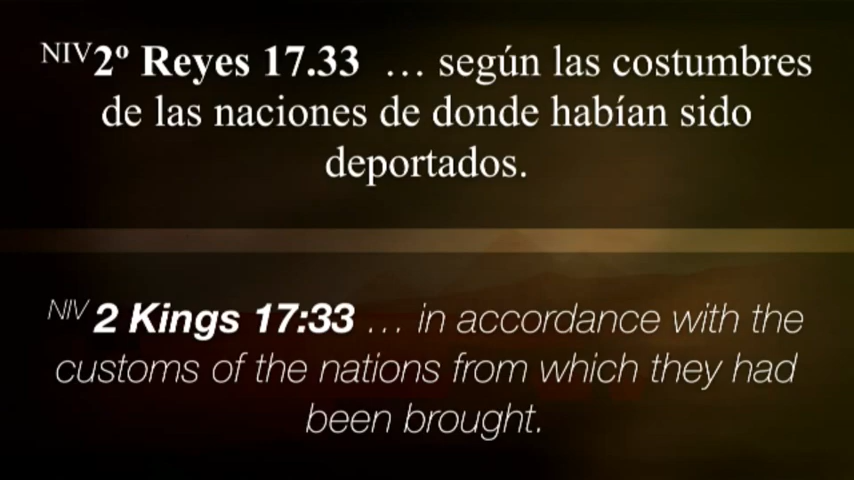 NIV2º Reyes 17.33 … según las costumbres
de las naciones de donde habían sido
deportados.
NIV 2 Kings 17:33 … in accordance with the
customs of the nations from which they had
been brought.